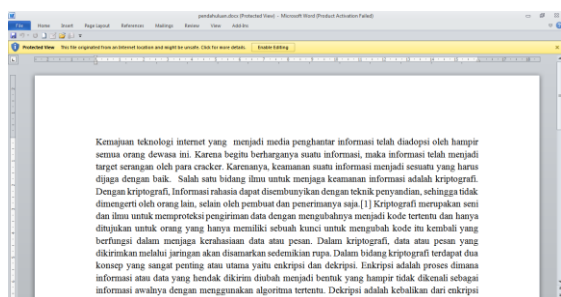 pendahuluan.docx [Protected View] - Microsoft Word (Product Activation Failed)
File Home Insert Page Layout References Mailings Review View Add-Ins
Protected View This file originated from an Internet location and might be unsafe. Click for more details. Enable Editing
Kemajuan teknologi internet yang menjadi media penghantar informasi telah diadopsi oleh hampir
semua orang dewasa ini. Karena begitu berharganya suatu informasi, maka informasi telah menjadi
target serangan oleh para cracker. Karenanya, keamanan suatu informasi menjadi sesuatu yang harus
dijaga dengan baik. Salah satu bidang ilmu untuk menjaga keamanan informasi adalah kriptografi.
Dengan kriptografi, Informasi rahasia dapat disembunyikan dengan teknik penyandian, sehingga tidak
dimengerti oleh orang lain, selain oleh pembuat dan penerimanya saja.[1] Kriptografi merupakan seni
dan ilmu untuk memproteksi pengiriman data dengan mengubahnya menjadi kode tertentu dan hanya
ditujukan untuk orang yang hanya memiliki sebuah kunci untuk mengubah kode itu kembali yang
berfungsi dalam menjaga kerahasiaan data atau pesan. Dalam kriptografi, data atau pesan yang
dikirimkan melalui jaringan akan disamarkan sedemikian rupa. Dalam bidang kriptografi terdapat dua
konsep yang sangat penting atau utama yaitu enkripsi dan dekripsi. Enkripsi adalah proses dimana
informasi atau data yang hendak dikirim diubah menjadi bentuk yang hampir tidak dikenali sebagai
informasi awalnya dengan menggunakan algoritma tertentu. Dekripsi adalah kebalikan dari enkripsi